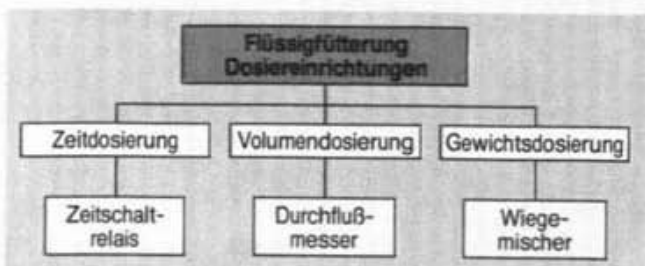 Flüssigfütterung
Dosiereinrichtungen
Zeitdosierung
Volumendosierung
Gewichtsdosierung
Zeitschalt-
relais
Durchfluß-
messer
Wiege-
mischer